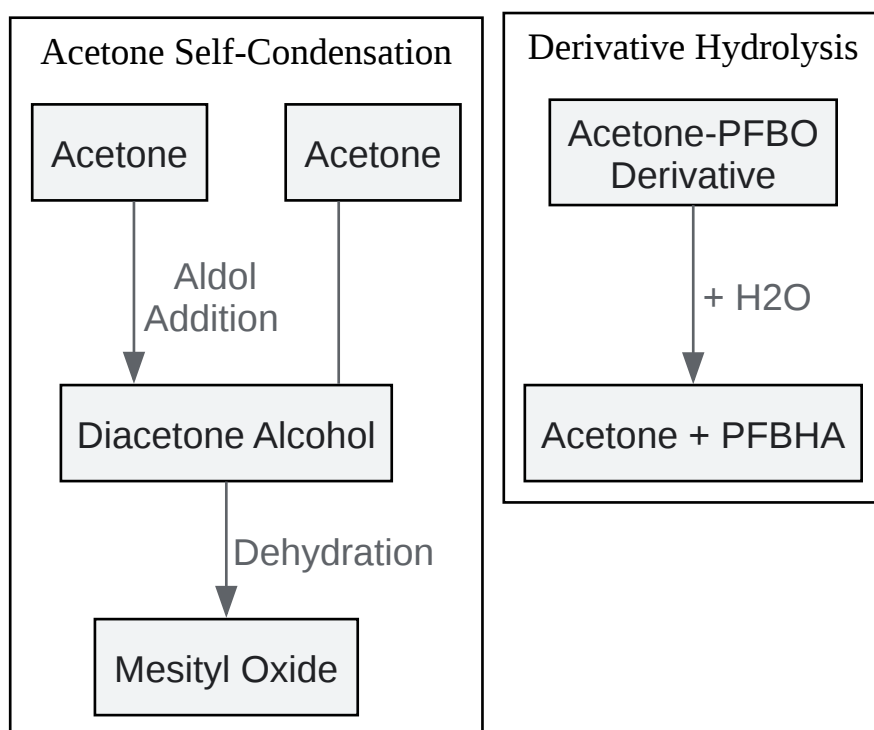 Acetone Self-Condensation
Acetone
Acetone
Aldol
Addition
Diacetone Alcohol
Dehydration
Mesityl Oxide
Derivative Hydrolysis
Acetone-PFBO
Derivative
+ H2O
Acetone + PFBHA